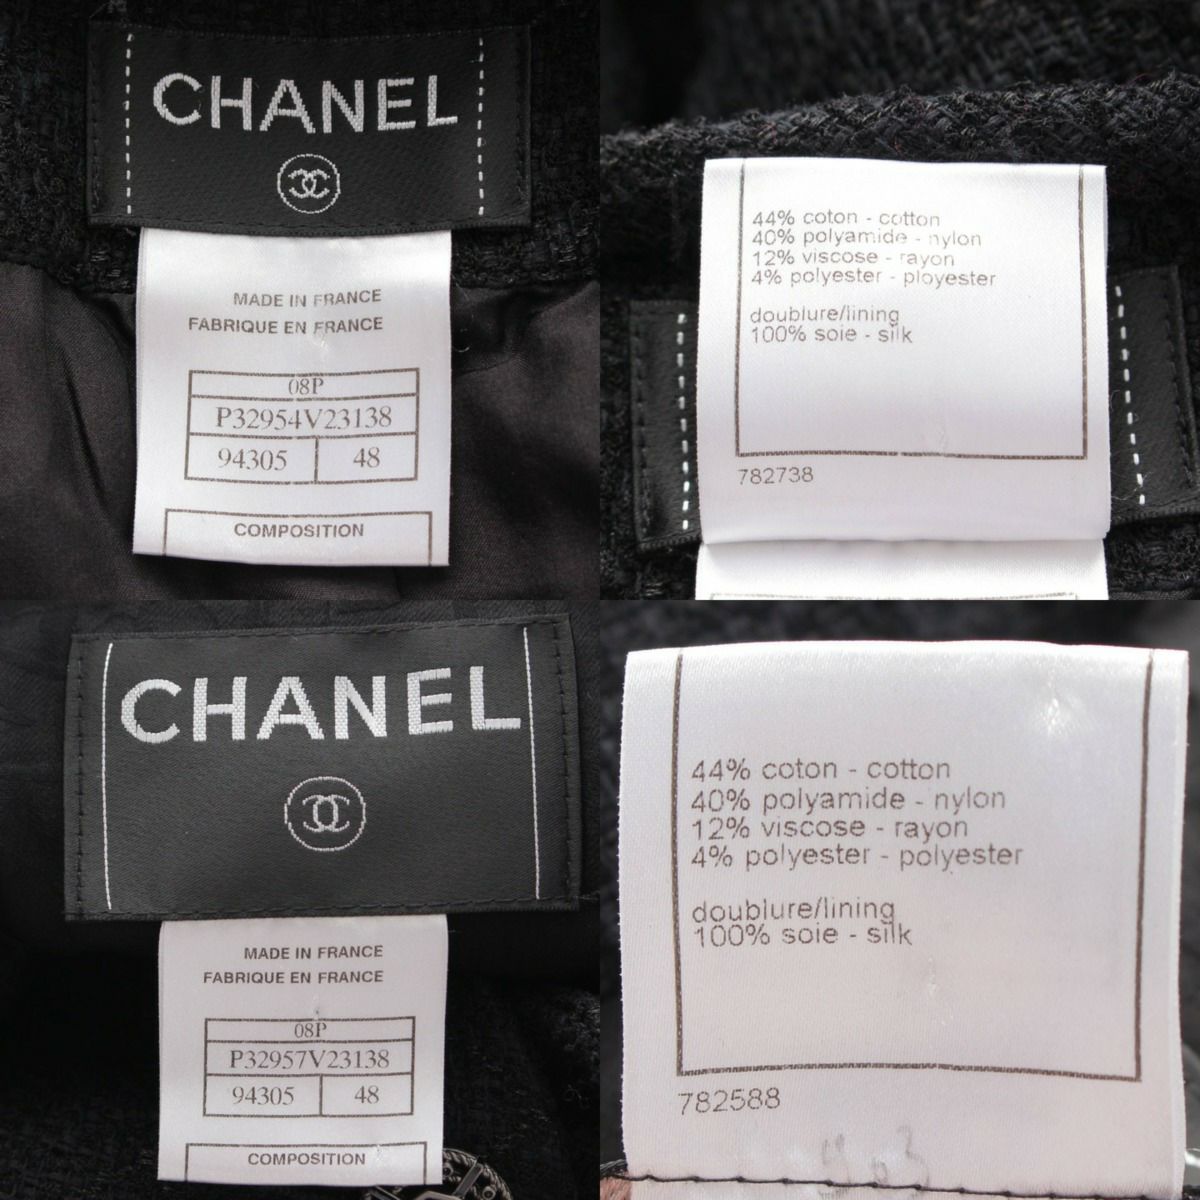 CHANEL
MADE IN FRANCE
FABRIQUE EN FRANCE
08P
P32954V23138
94305 48
COMPOSITION
44% coton - cotton
40% polyamide - nylon
12% viscose - rayon
4% polyester - ployester
doublure/lining
100% soie - silk
782738
CHANEL
MADE IN FRANCE
FABRIQUE EN FRANCE
08P
P32957V23138
94305 48
COMPOSITION
44% coton - cotton
40% polyamide - nylon
12% viscose - rayon
4% polyester - polyester
doublure/lining
100% soie - silk
782588